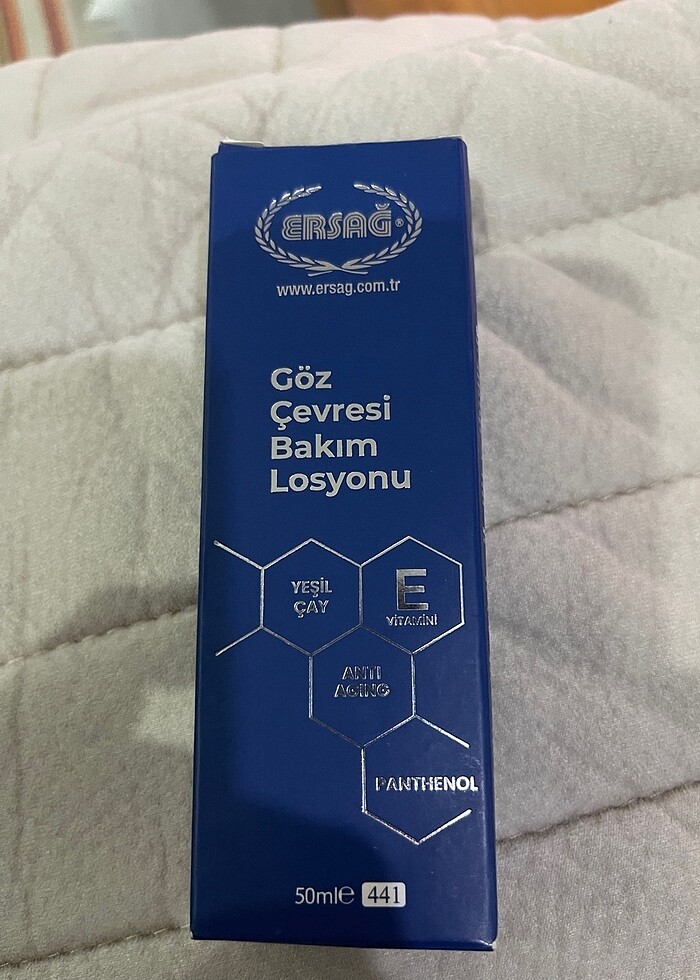 ERSAĞ®
www.ersag.com.tr
Göz
Çevresi
Bakım
Losyonu
YEŞİL
ÇAY
E
VİTAMİNİ
ANTI
AGING
PANTHENOL
50ml℮ 441